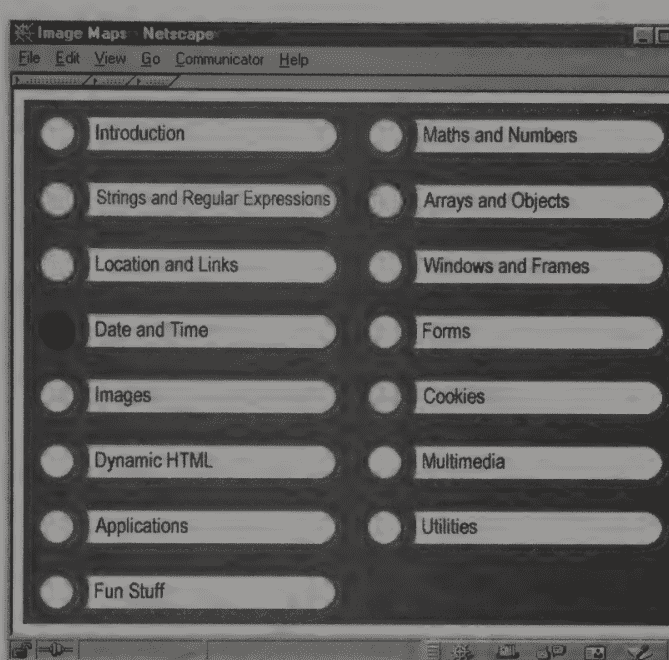 Image Maps - Netscape
File Edit View Go Communicator Help
Introduction
Strings and Regular Expressions
Location and Links
Date and Time
Images
Dynamic HTML
Applications
Fun Stuff
Maths and Numbers
Arrays and Objects
Windows and Frames
Forms
Cookies
Multimedia
Utilities